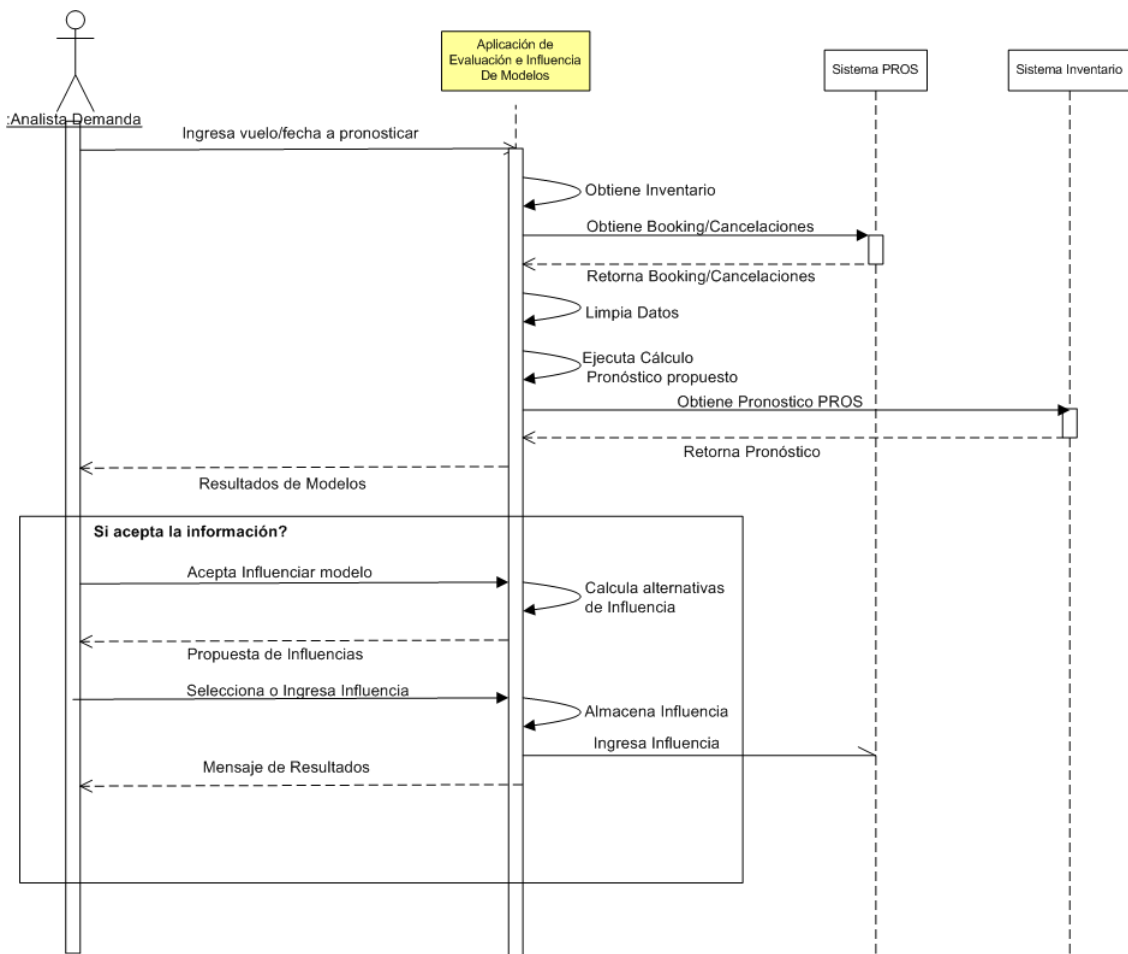 Aplicación de
Evaluación e Influencia
De Modelos
Sistema PROS
Sistema Inventario
:Analista Demanda
Ingresa vuelo/fecha a pronosticar
Obtiene Inventario
Obtiene Booking/Cancelaciones
Retorna Booking/Cancelaciones
Limpia Datos
Ejecuta Cálculo
Pronóstico propuesto
Obtiene Pronostico PROS
Retorna Pronóstico
Resultados de Modelos
Si acepta la información?
Acepta Influenciar modelo
Calcula alternativas
de Influencia
Propuesta de Influencias
Selecciona o Ingresa Influencia
Almacena Influencia
Ingresa Influencia
Mensaje de Resultados